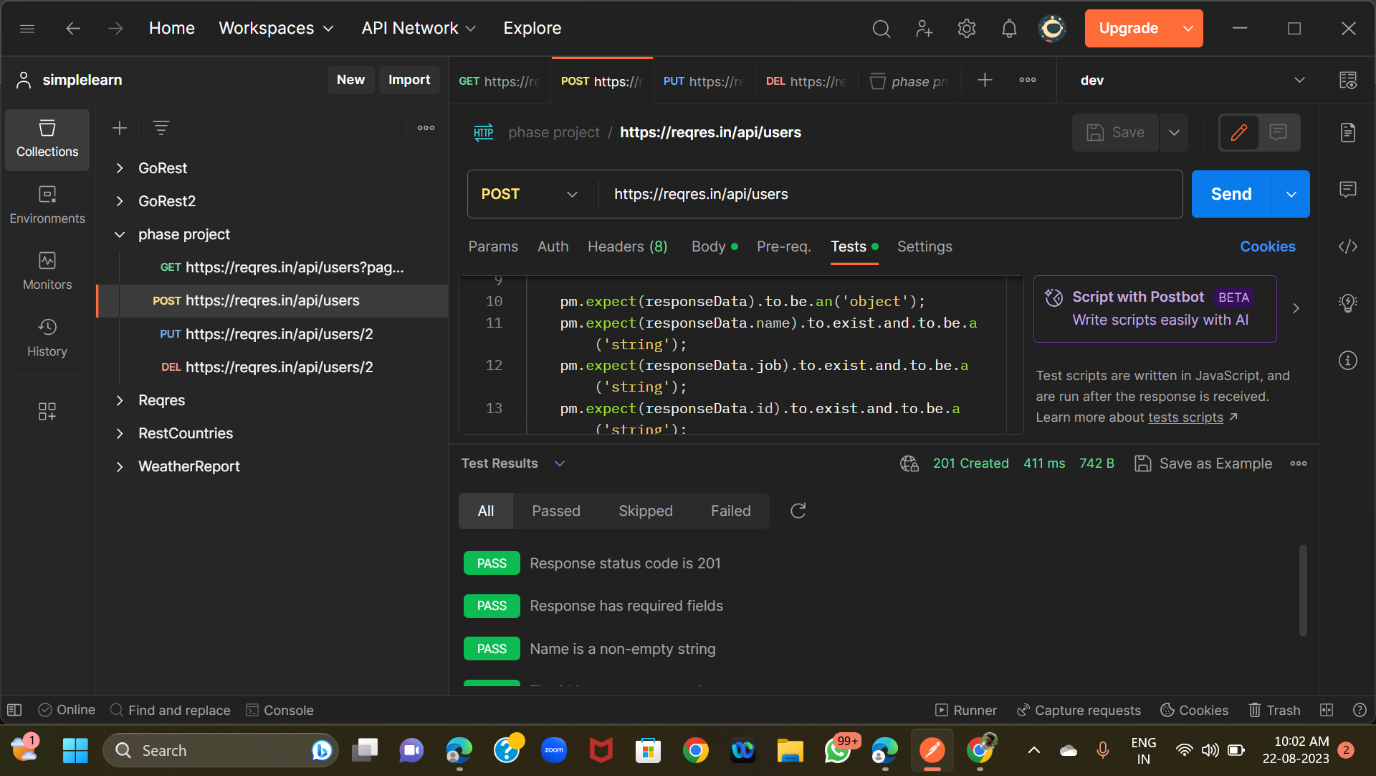 Home Workspaces API Network Explore Upgrade
simplelearn New Import GET https://re POST https:// PUT https://re DEL https://re phase pr dev
Collections
Environments
Monitors
History
GoRest
GoRest2
phase project
GET https://reqres.in/api/users?pag...
POST https://reqres.in/api/users
PUT https://reqres.in/api/users/2
DEL https://reqres.in/api/users/2
Reqres
RestCountries
WeatherReport
HTTP phase project / https://reqres.in/api/users Save
POST https://reqres.in/api/users Send
Params Auth Headers (8) Body Pre-req. Tests Settings Cookies
9
10 pm.expect(responseData).to.be.an('object');
11 pm.expect(responseData.name).to.exist.and.to.be.a
('string');
12 pm.expect(responseData.job).to.exist.and.to.be.a
('string');
13 pm.expect(responseData.id).to.exist.and.to.be.a
('string');
Script with Postbot BETA
Write scripts easily with AI
Test scripts are written in JavaScript, and
are run after the response is received.
Learn more about tests scripts
Test Results 201 Created 411 ms 742 B Save as Example
All Passed Skipped Failed
PASS Response status code is 201
PASS Response has required fields
PASS Name is a non-empty string
Online Find and replace Console Runner Capture requests Cookies Trash
1 Search zoom 99+ ENG
IN
10:02 AM
22-08-2023
2